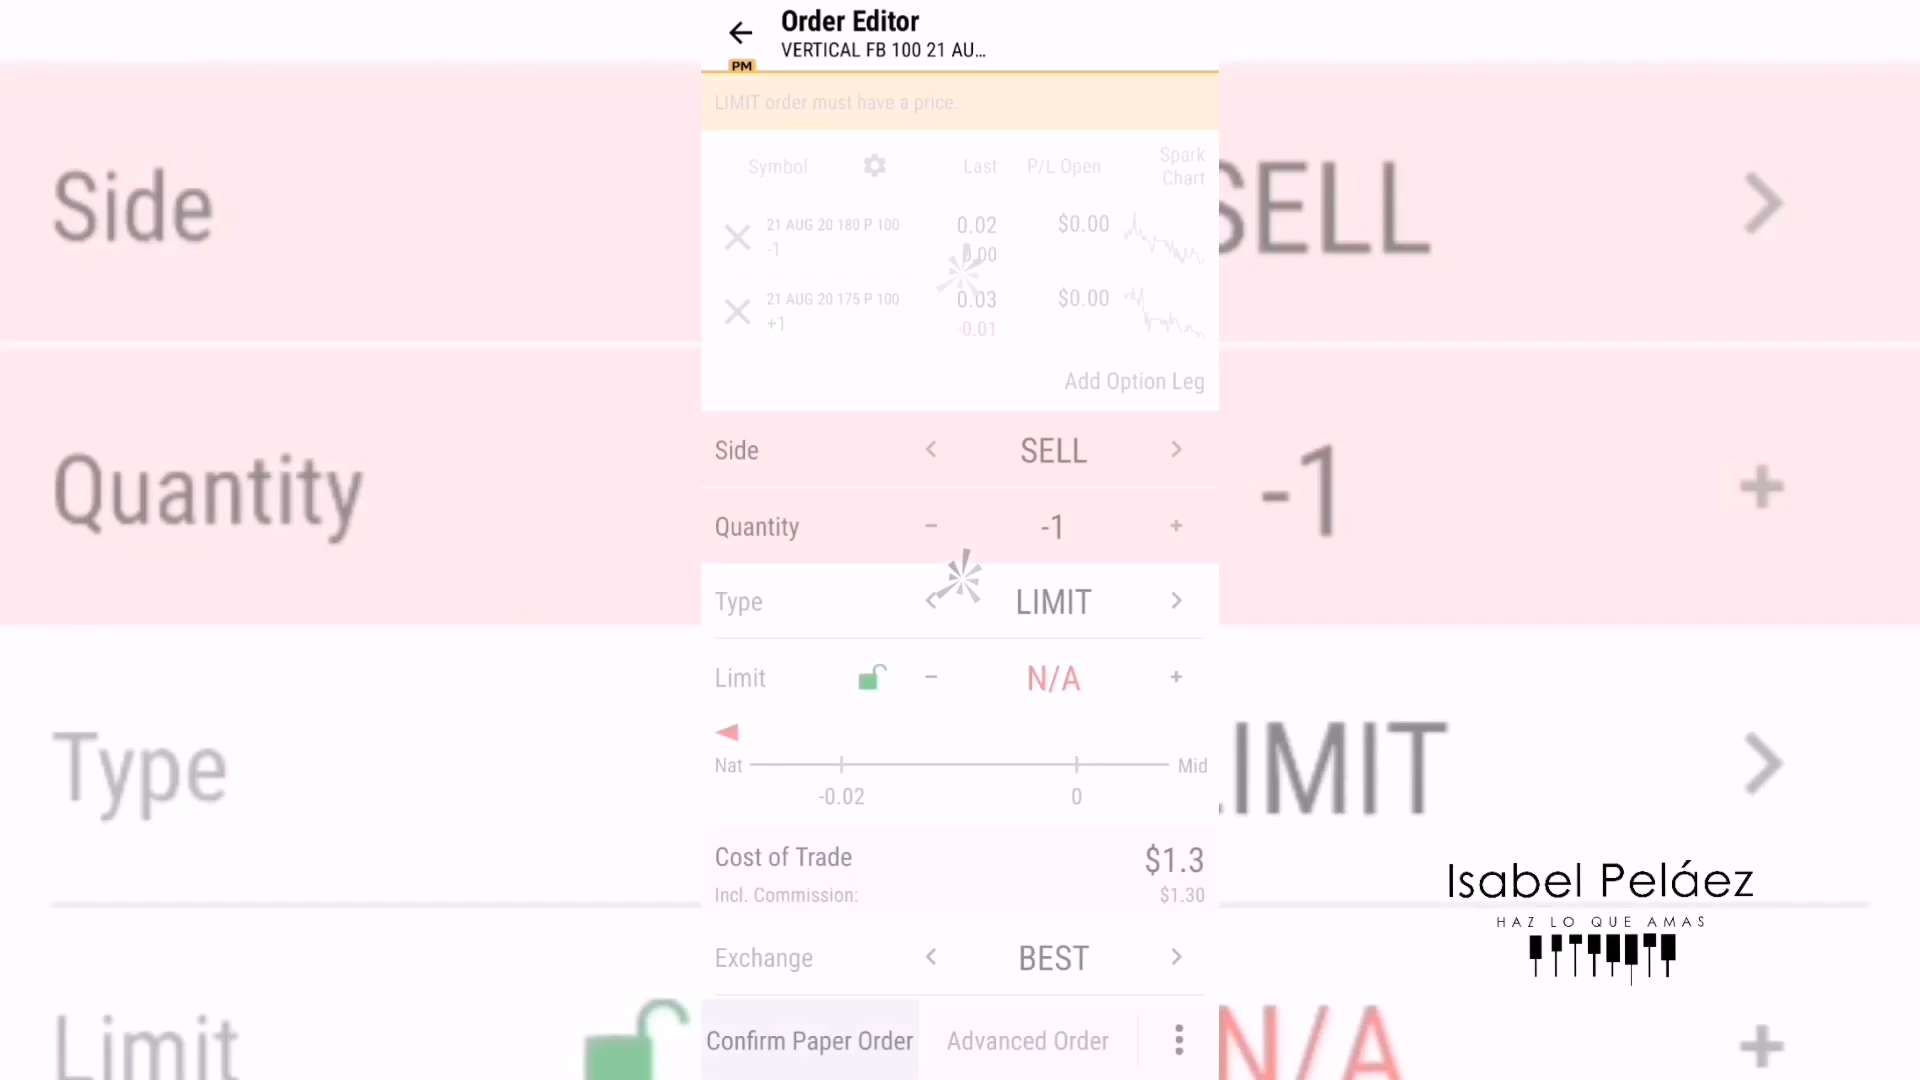 Order Editor
VERTICAL FB 100 21 AU...
PM
LIMIT order must have a price.
Symbol Last P/L Open Spark Chart
21 AUG 20 180 P 100 0.02 $0.00
-1 0.00
21 AUG 20 175 P 100 0.03 $0.00
+1 -0.01
Add Option Leg
Side SELL
Quantity - -1 +
Type LIMIT
Limit - N/A +
Nat Mid
-0.02 0
Cost of Trade $1.3
Incl. Commission: $1.30
Exchange BEST
Confirm Paper Order Advanced Order
Side SELL
Quantity -1 +
Type LIMIT
Limit N/A +
Isabel Peláez
HAZ LO QUE AMAS